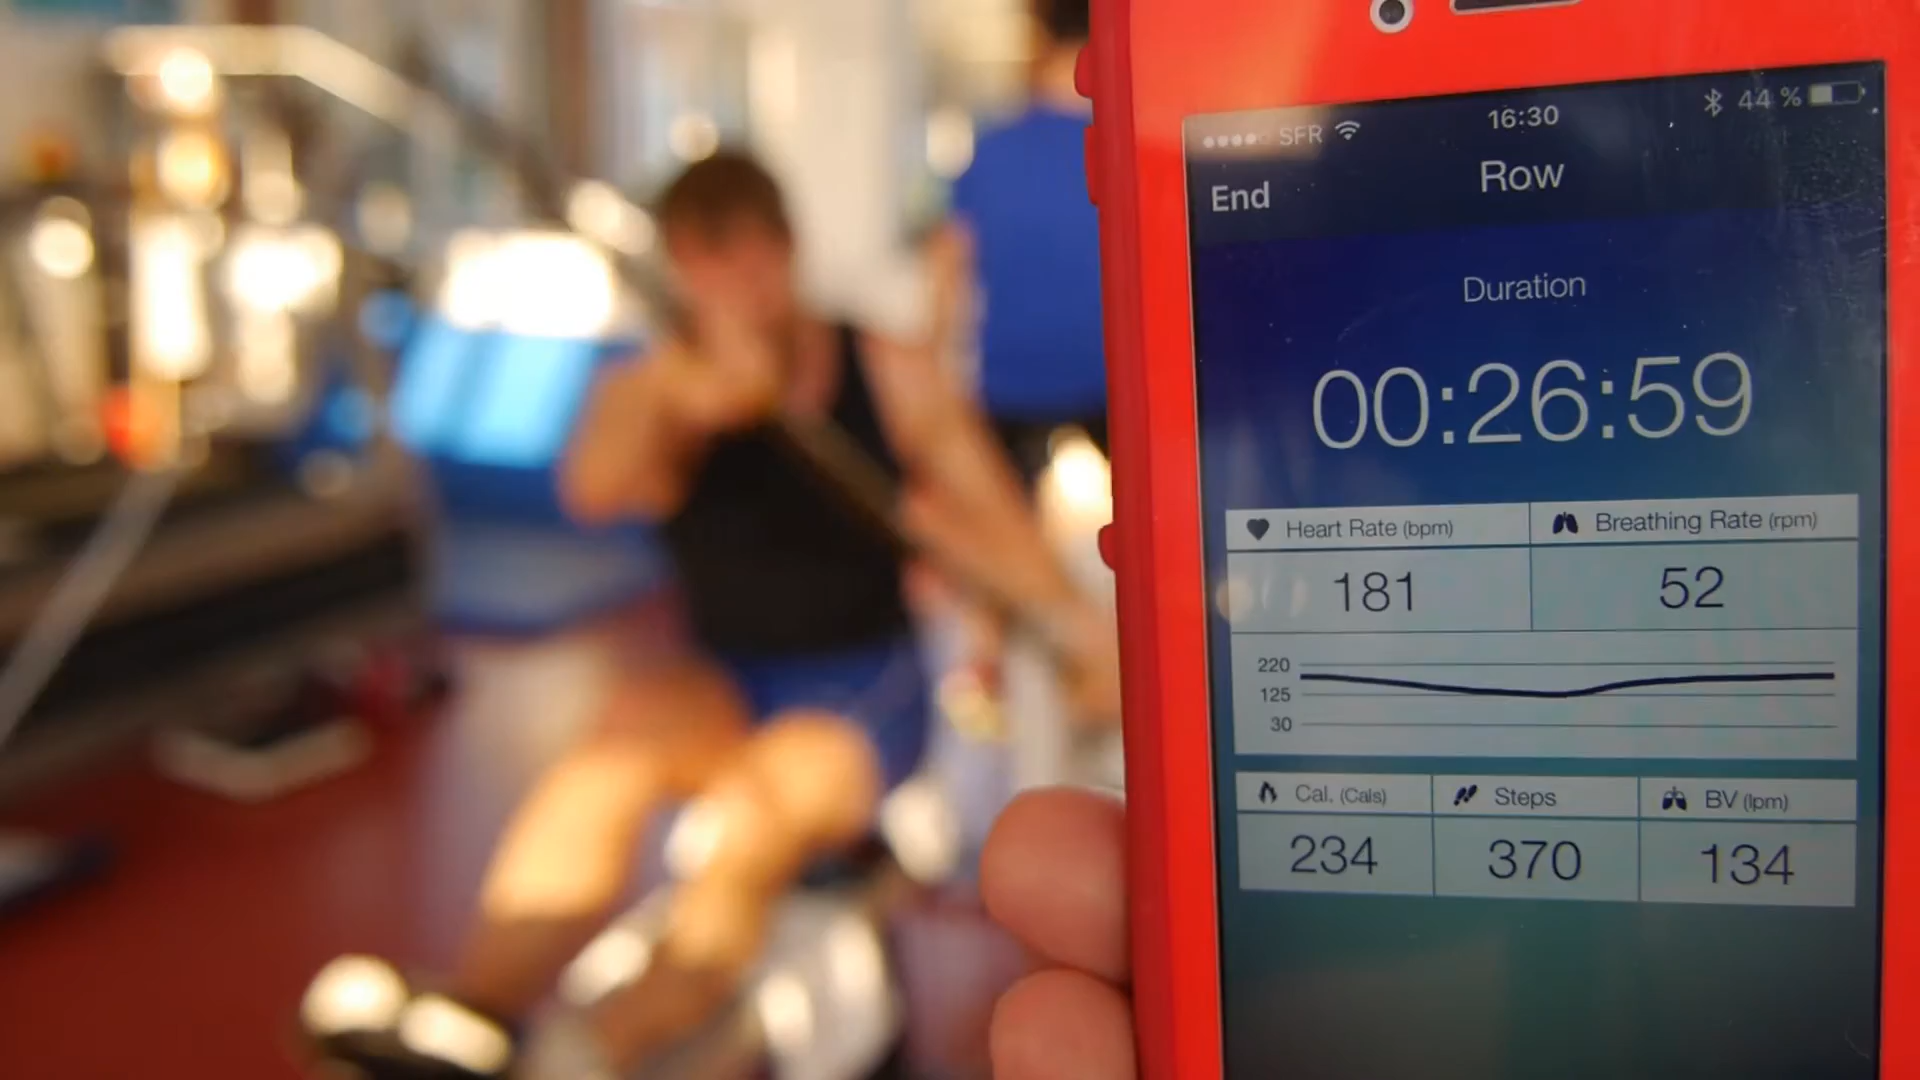 SFR 16:30 44 %
End Row
Duration
00:26:59
Heart Rate (bpm) Breathing Rate (rpm)
181 52
220
125
30
Cal. (Cals) Steps BV (lpm)
234 370 134